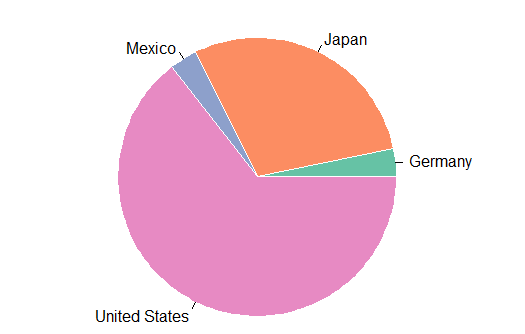 Japan
Mexico
Germany
United States